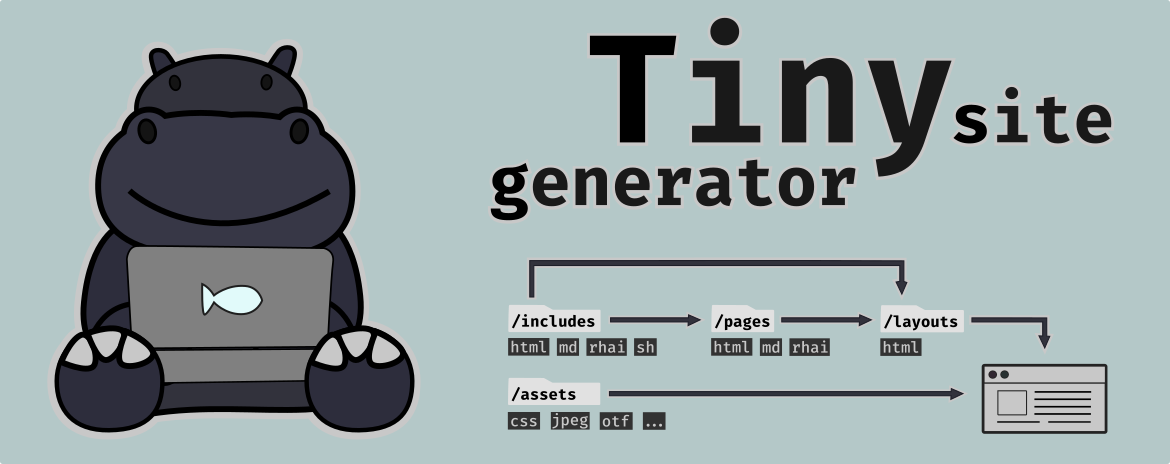 Tiny site
generator
/includes /pages /layouts
html md rhai sh html md rhai html
/assets
css jpeg otf ...